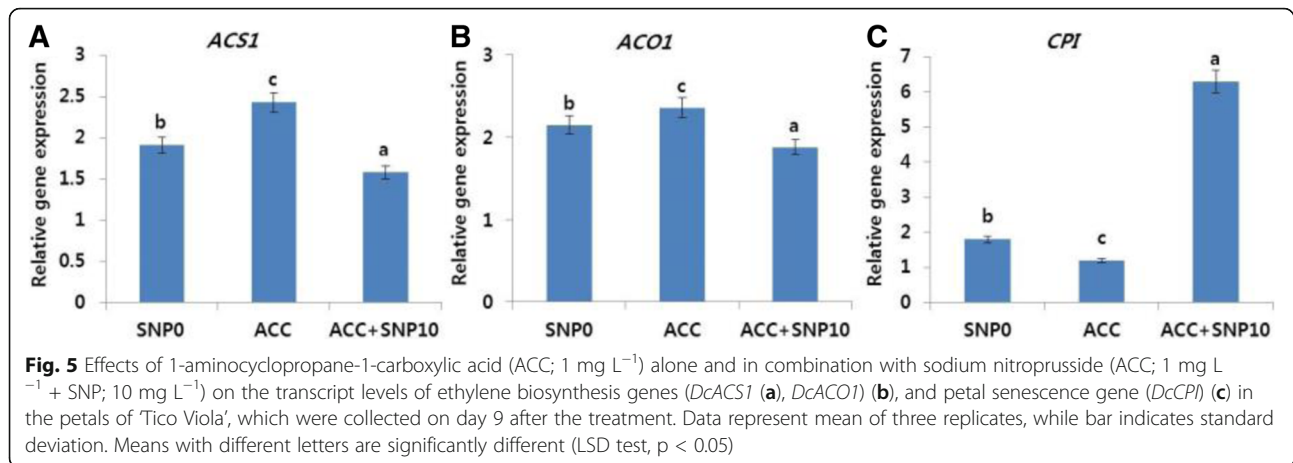 A
ACS1
Relative gene expression
3
2.5
2
1.5
1
0.5
0
b
c
a
SNP0 ACC ACC+SNP10
B
ACO1
Relative gene expression
3
2
1
0
b
c
a
SNP0 ACC ACC+SNP10
C
CPI
Relative gene expression
7
6
5
4
3
2
1
0
b
c
a
SNP0 ACC ACC+SNP10
Fig. 5 Effects of 1-aminocyclopropane-1-carboxylic acid (ACC; 1 mg L−1) alone and in combination with sodium nitroprusside (ACC; 1 mg L
−1 + SNP; 10 mg L−1) on the transcript levels of ethylene biosynthesis genes (DcACS1 (a), DcACO1) (b), and petal senescence gene (DcCPI) (c) in
the petals of 'Tico Viola', which were collected on day 9 after the treatment. Data represent mean of three replicates, while bar indicates standard
deviation. Means with different letters are significantly different (LSD test, p < 0.05)